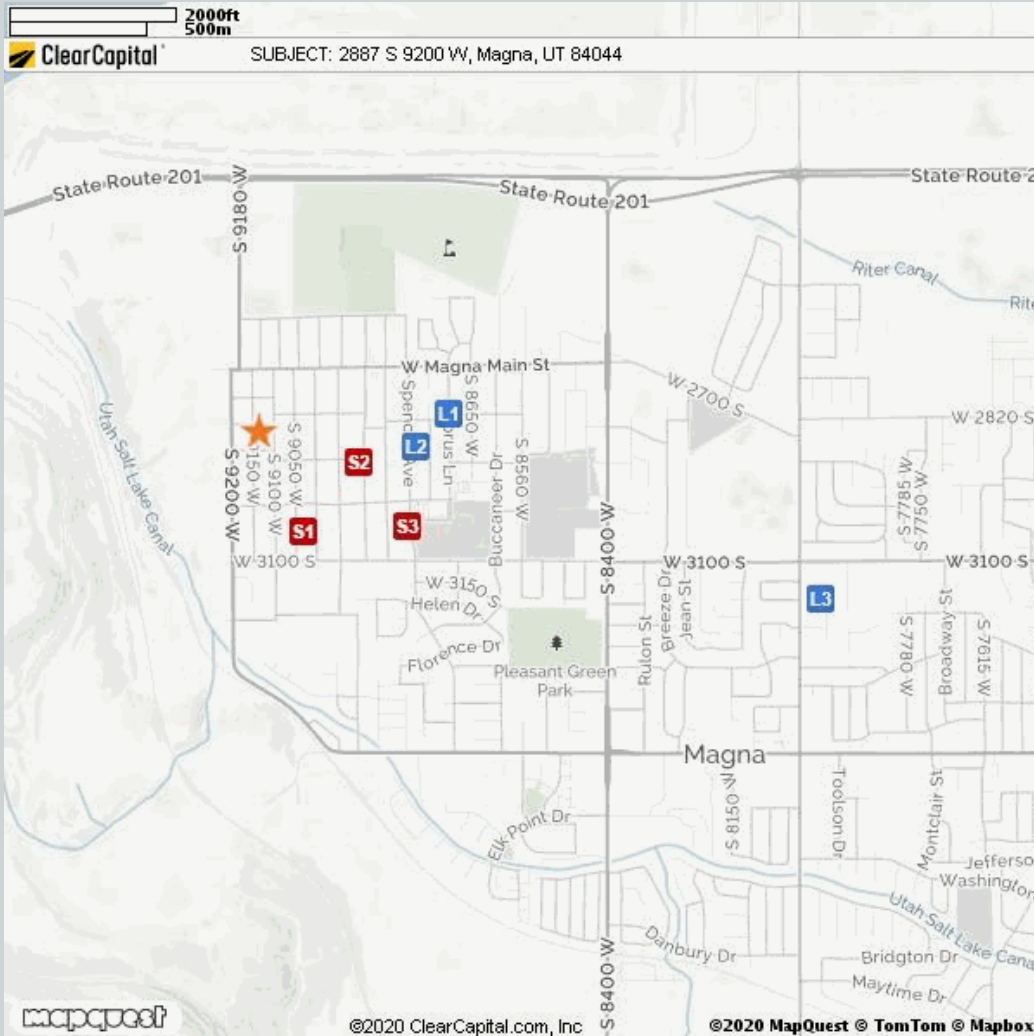 2000ft
500m
ClearCapital
SUBJECT: 2887 S 9200 W, Magna, UT 84044
State Route 201
S 9180 W
State Route 201
State Route 2
Riter Canal
Rite
W Magna Main St
W 2700 S
W 2820 S
Utah Salt Lake Canal
S 9200 W
150 W
S 9100 W
S 9050 W
S2
Spenc Ave
L2
L1
orus Ln
S 8650 W
Buccaneer Dr
S 8560 W
S 8400 W
S 7785 W
S 7750 W
S1
S3
W 3100 S
W 3100 S
W 3100 S
W 3150 S
Helen Dr
Florence Dr
Pleasant Green
Park
Rulon St
Breeze Dr
Jean St
L3
S 7780 W
Broadway St
S 7615 W
Magna
S 8150 W
Toolson Dr
Montclair St
Elk Point Dr
Jefferso
Washington
Utah Salt Lake Cana
Danbury Dr
Bridgton Dr
Maytime Dr
S 8400 W
mapquest
©2020 ClearCapital.com, Inc
©2020 MapQuest © TomTom © Mapbox